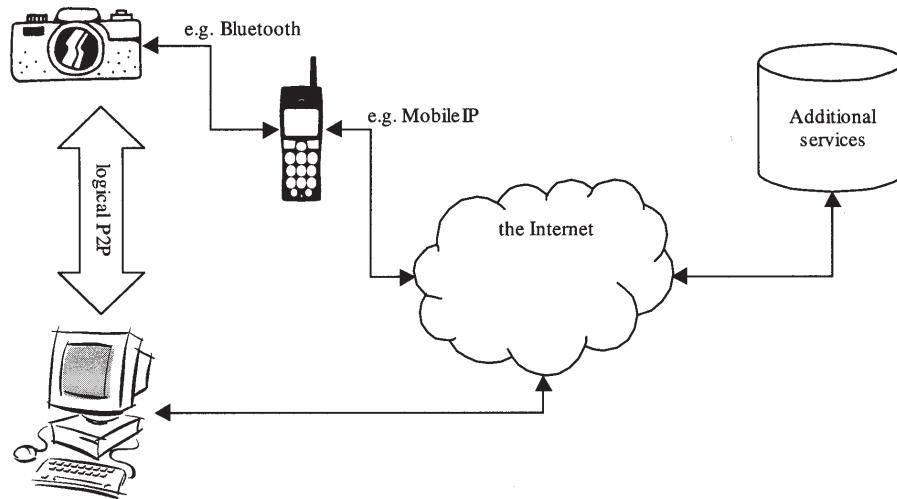 e.g. Bluetooth
e.g. MobileIP
Additional
services
logical P2P
the Internet